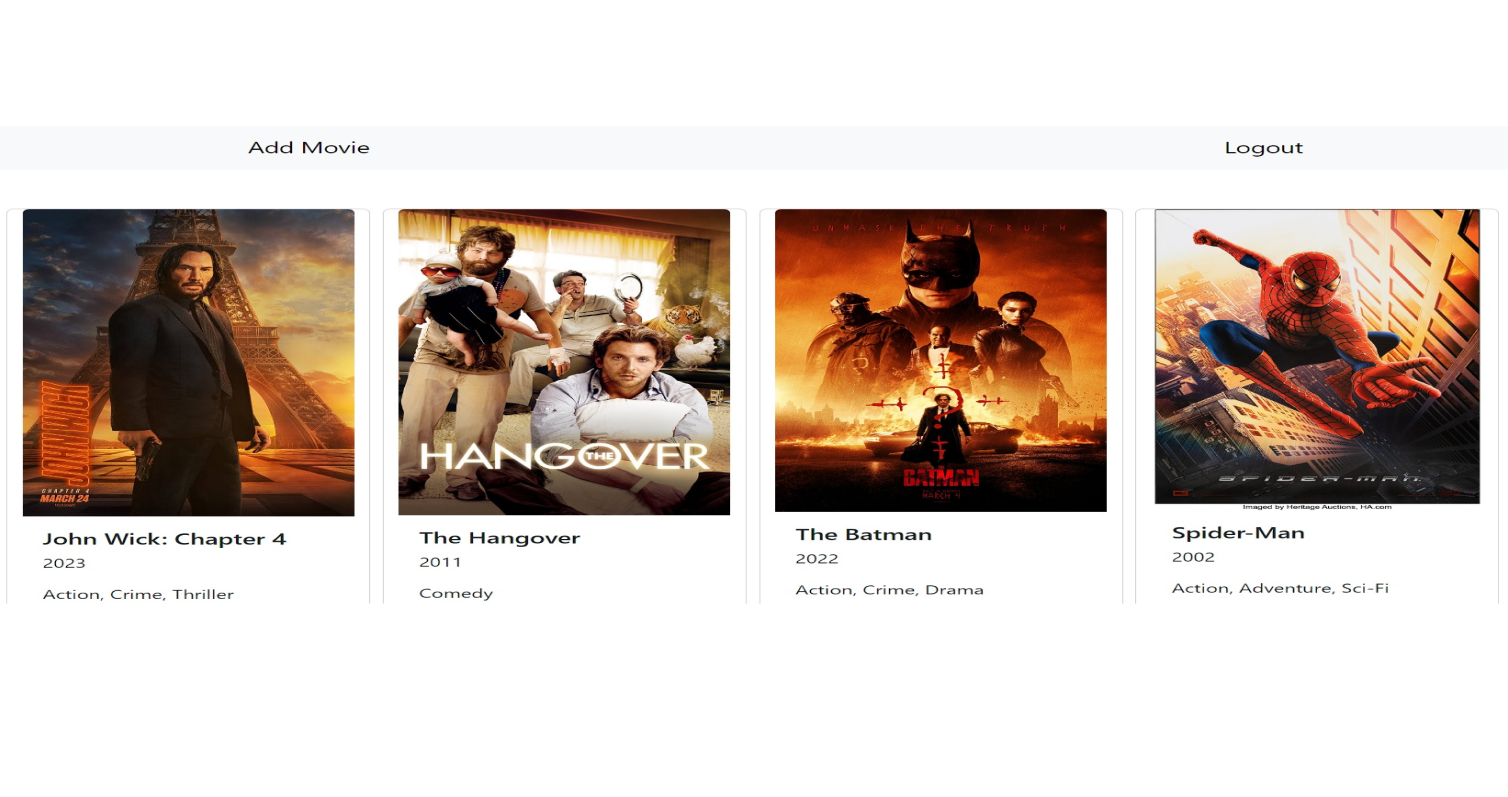 Add Movie
Logout
JOHN WICK
CHAPTER 4
MARCH 24
John Wick: Chapter 4
2023
Action, Crime, Thriller
THE
HANGOVER
The Hangover
2011
Comedy
UNMASK THE TRUTH
THE
BATMAN
MARCH 4
The Batman
2022
Action, Crime, Drama
SPIDER-MAN
Imaged by Heritage Auctions, HA.com
Spider-Man
2002
Action, Adventure, Sci-Fi